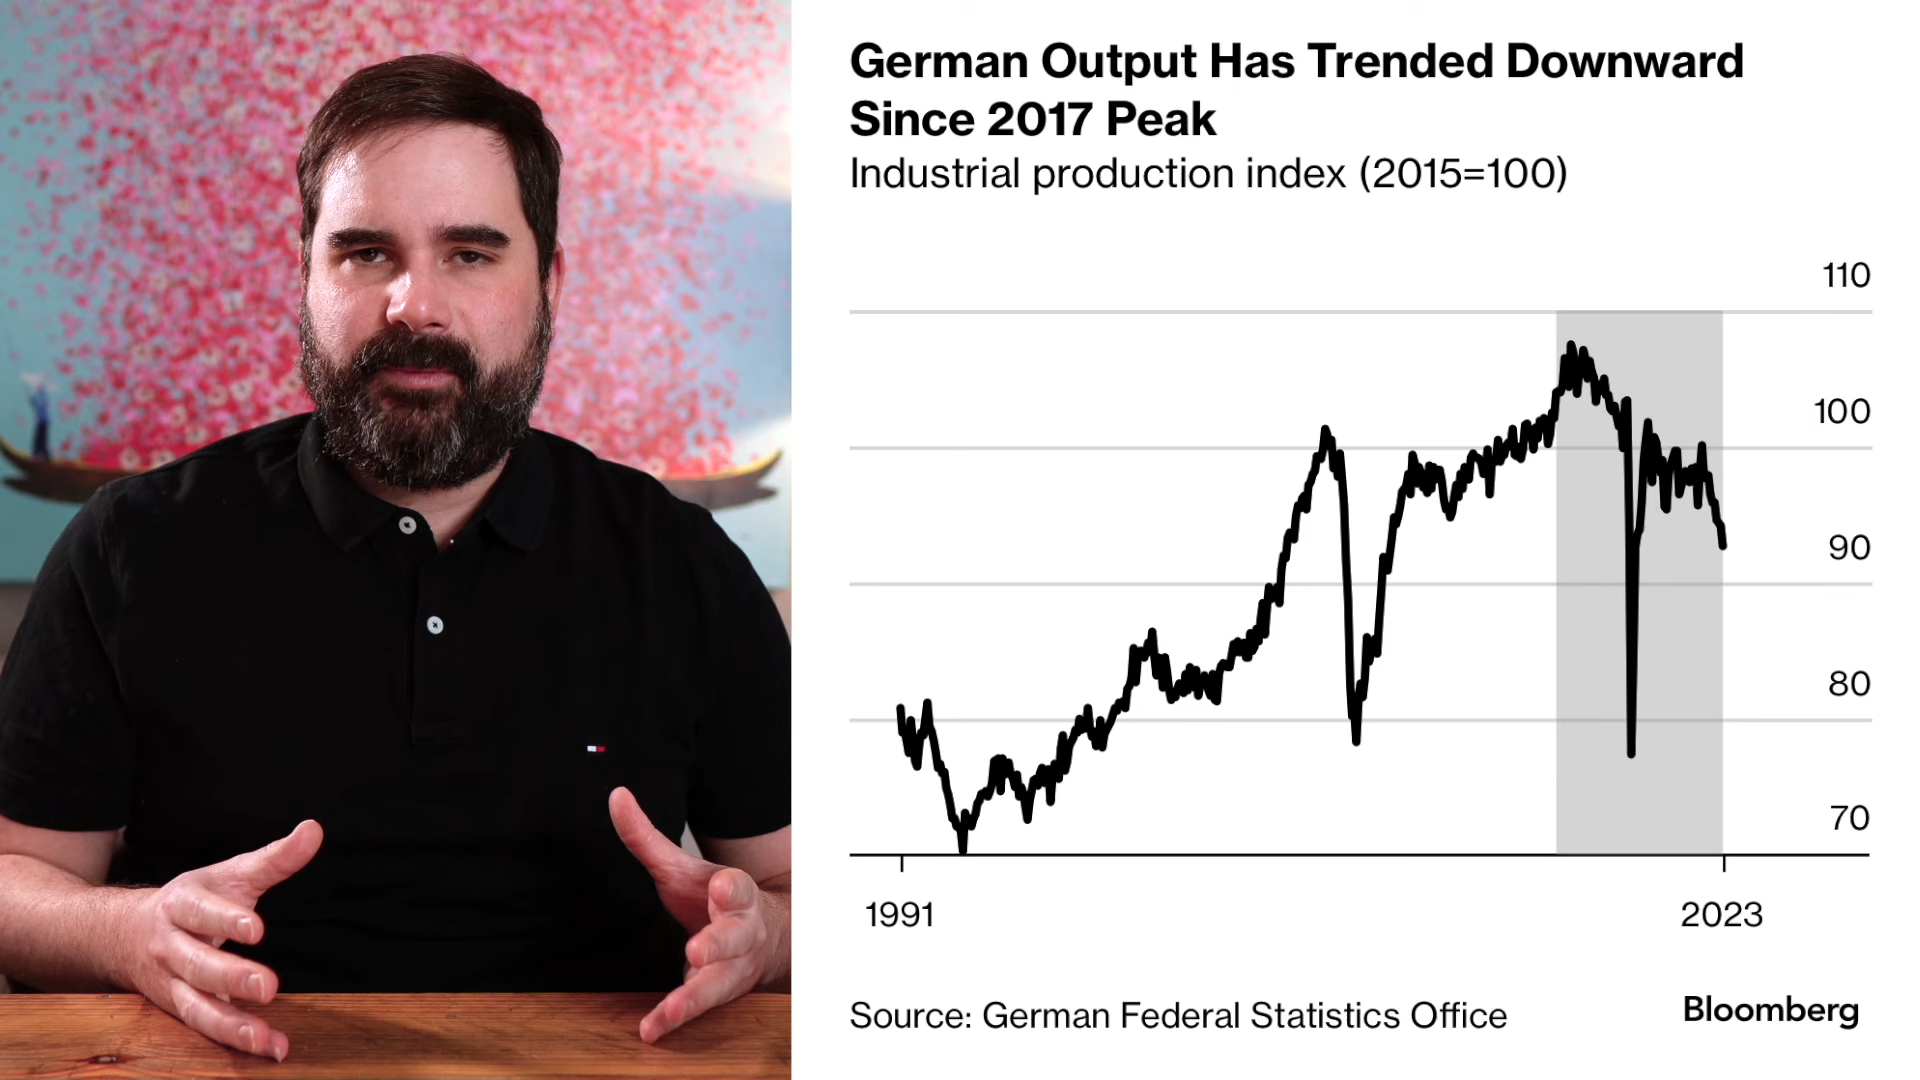 German Output Has Trended Downward
Since 2017 Peak
Industrial production index (2015=100)
110
100
90
80
70
1991
2023
Source: German Federal Statistics Office
Bloomberg